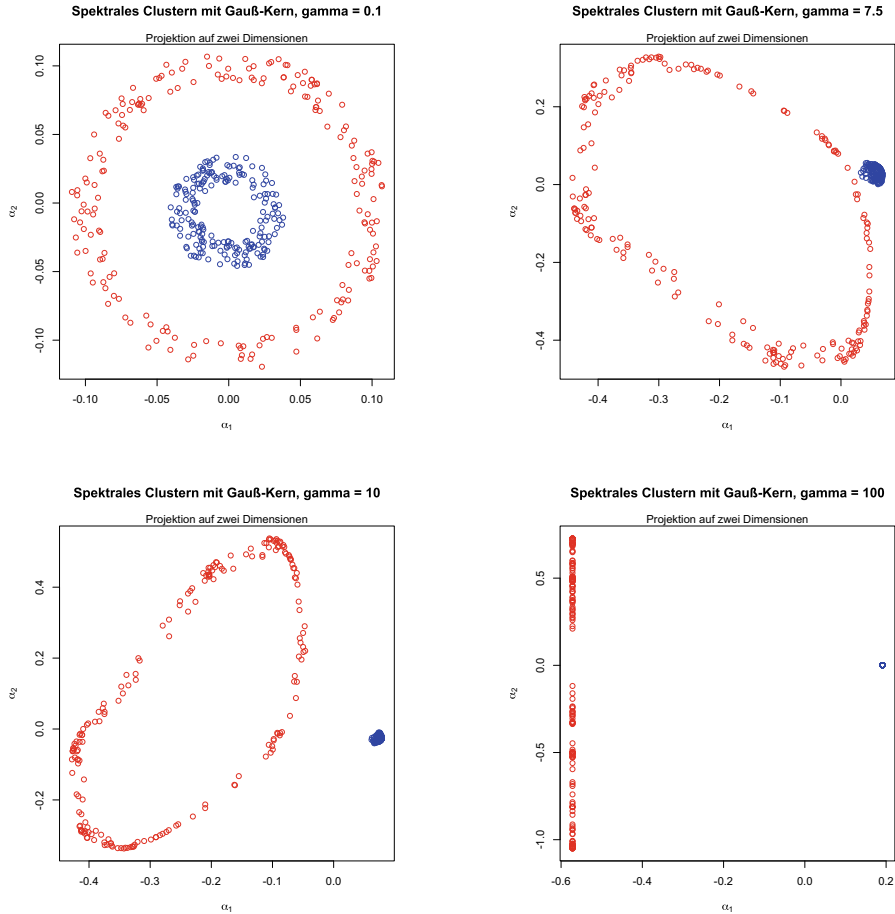 Spektrales Clustern mit Gauß-Kern, gamma = 0.1
Projektion auf zwei Dimensionen
0.10
0.05
0.00
-0.05
-0.10
α2
-0.10
-0.05
0.00
0.05
0.10
α1
Spektrales Clustern mit Gauß-Kern, gamma = 7.5
Projektion auf zwei Dimensionen
0.2
0.0
-0.2
-0.4
α2
-0.4
-0.3
-0.2
-0.1
0.0
α1
Spektrales Clustern mit Gauß-Kern, gamma = 10
Projektion auf zwei Dimensionen
0.4
0.2
0.0
-0.2
α2
-0.4
-0.3
-0.2
-0.1
0.0
α1
Spektrales Clustern mit Gauß-Kern, gamma = 100
Projektion auf zwei Dimensionen
0.5
0.0
-0.5
-1.0
α2
-0.6
-0.4
-0.2
0.0
0.2
α1